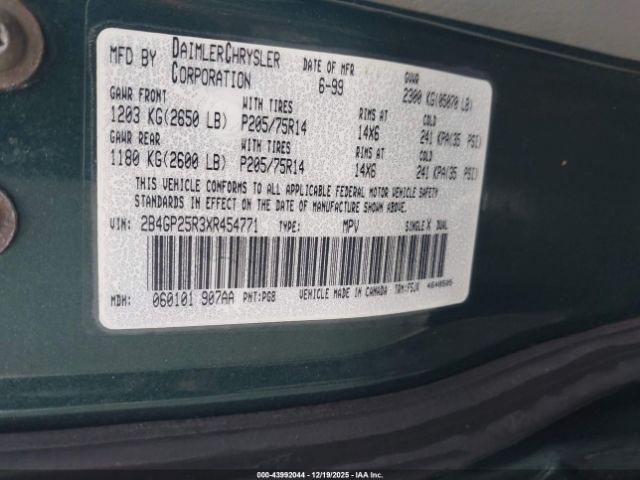 MFD BY DAIMLERCHRYSLER CORPORATION DATE OF MFR 6-99 GVWR 2300 KG(05070 LB)
GAWR FRONT WITH TIRES RIMS AT COLD
1203 KG(2650 LB) P205/75R14 14X6 241 KPA(35 PSI)
GAWR REAR WITH TIRES RIMS AT COLD
1180 KG(2600 LB) P205/75R14 14X6 241 KPA(35 PSI)
THIS VEHICLE CONFORMS TO ALL APPLICABLE FEDERAL MOTOR VEHICLE SAFETY
STANDARDS IN EFFECT ON THE DATE OF MANUFACTURE SHOWN ABOVE.
VIN: 2B4GP25R3XR454771 TYPE: MPV SINGLE X DUAL
MDH: 060101 907AA PNT:PG8 VEHICLE MADE IN CANADA TRM:F5JK 4648505
000-43992044 - 12/19/2025 - IAA Inc.